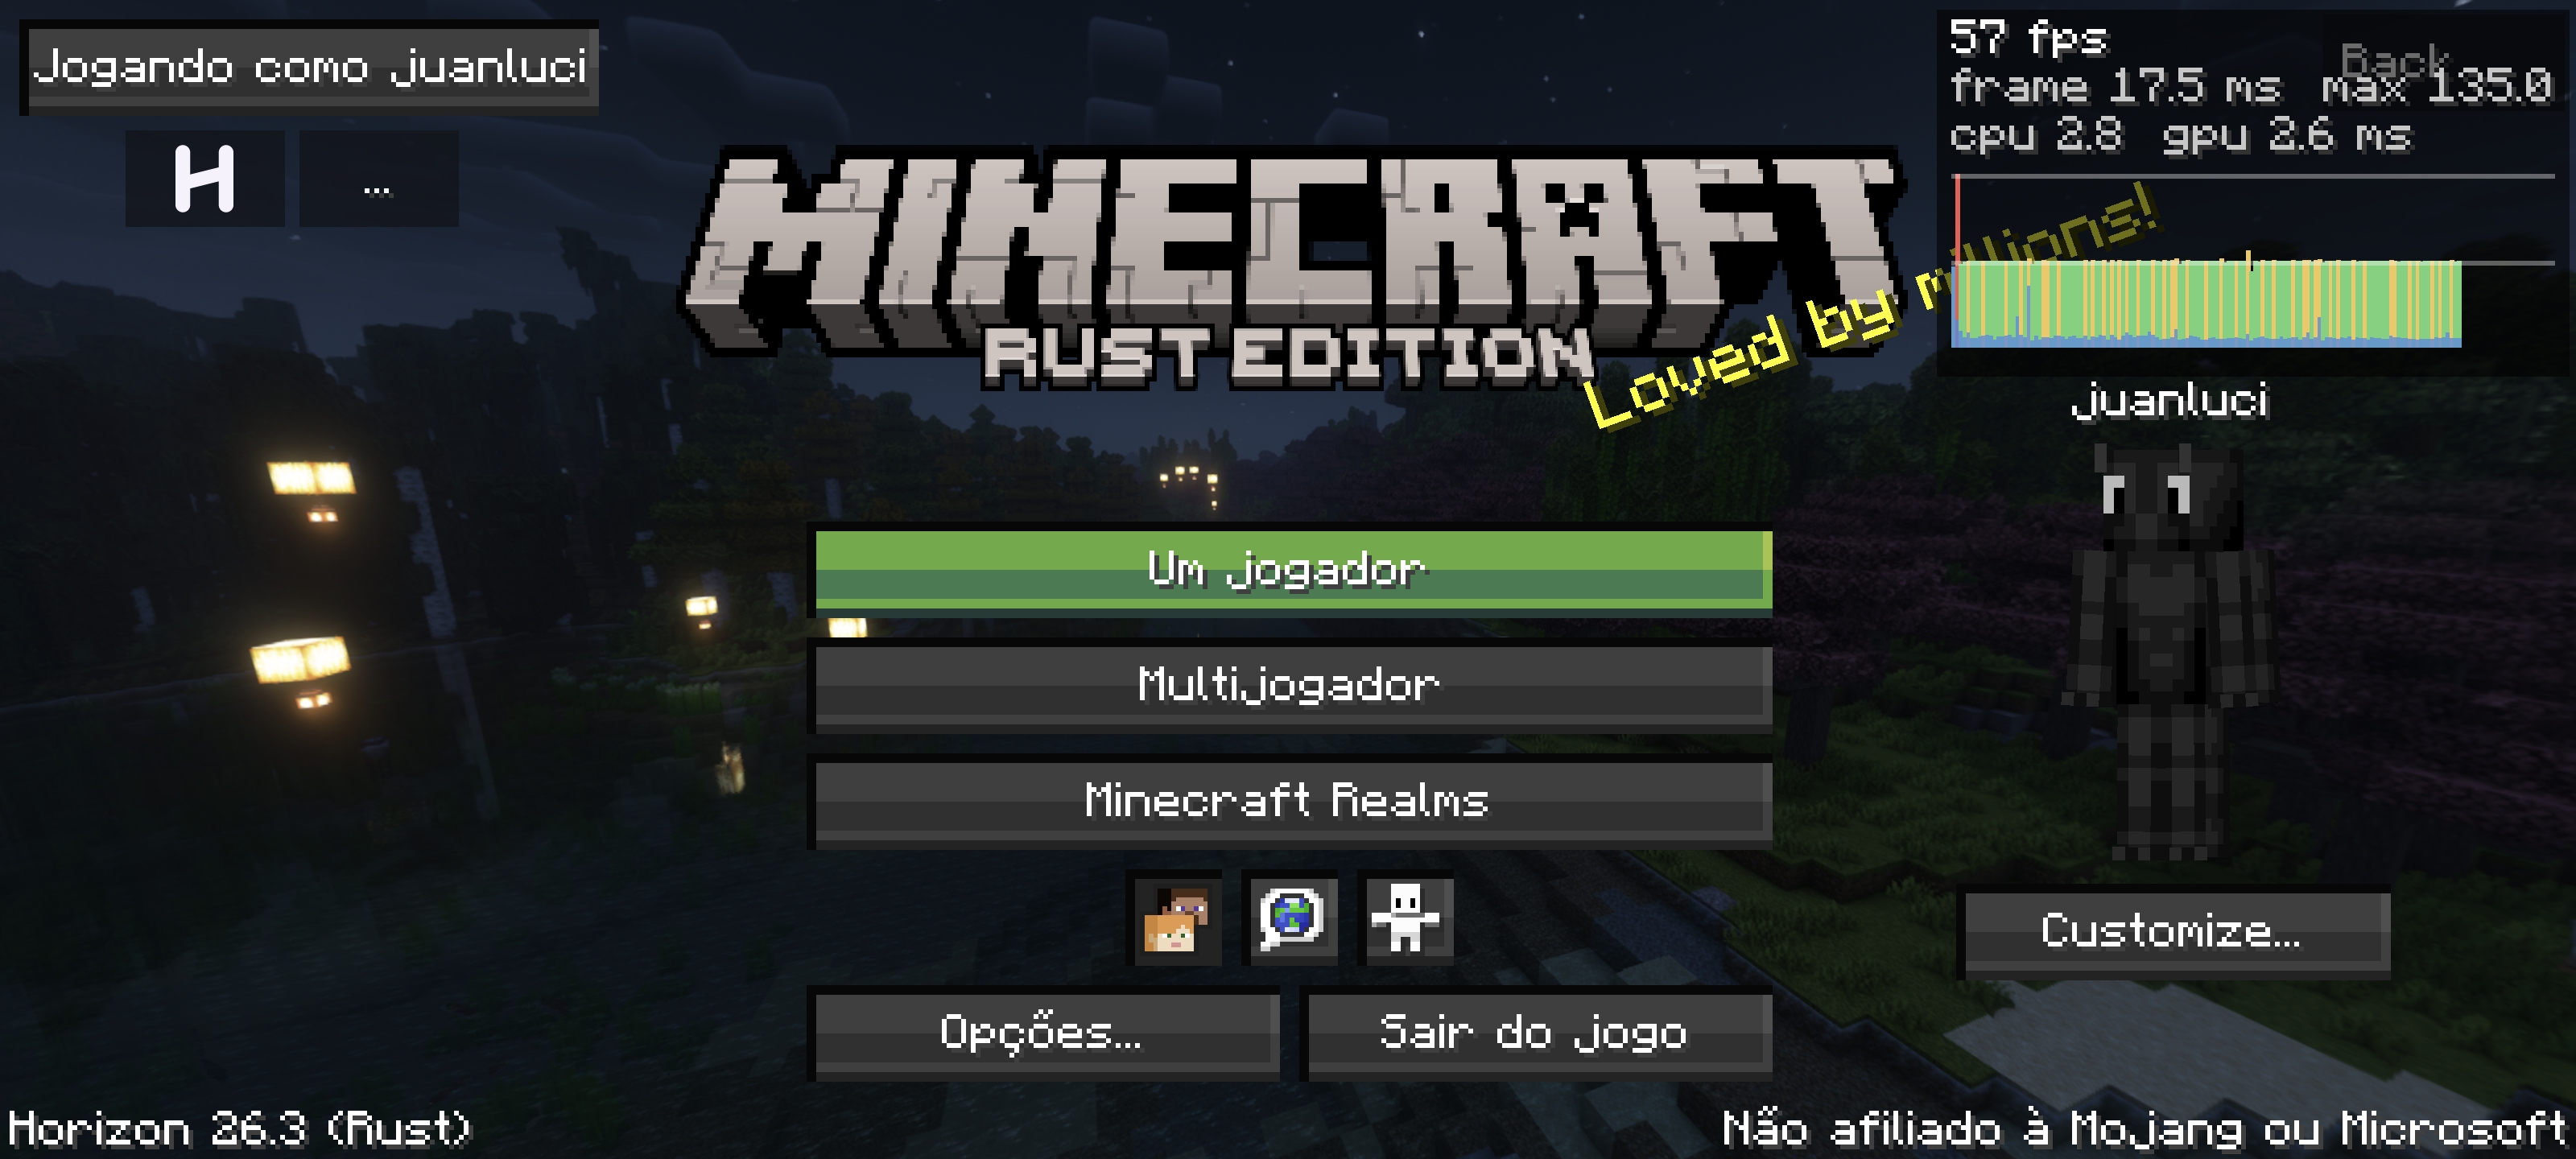 Jogando como juanluci
H
...
57 fps
Back
frame 17.5 ms max 135.0
cpu 2.8 gpu 2.6 ms
MINECRAFT
RUST EDITION
Loved by millions!
juanluci
Um jogador
Multijogador
Minecraft Realms
Customize...
Opções...
Sair do jogo
Horizon 26.3 (Rust)
Não afiliado à Mojang ou Microsoft